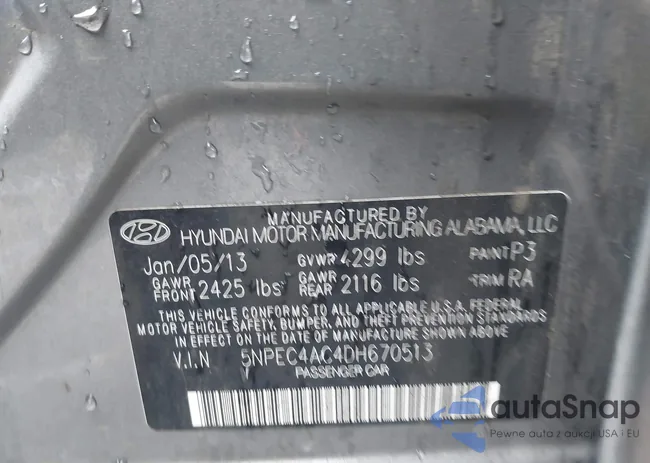 MANUFACTURED BY
HYUNDAI MOTOR MANUFACTURING ALABAMA, LLC
Jan/05/13 GVWR 4299 lbs PAINT P3
GAWR FRONT 2425 lbs GAWR REAR 2116 lbs TRIM RA
THIS VEHICLE CONFORMS TO ALL APPLICABLE U.S.A. FEDERAL
MOTOR VEHICLE SAFETY, BUMPER, AND THEFT PREVENTION STANDARDS
IN EFFECT ON THE DATE OF MANUFACTURE SHOWN ABOVE.
V.I.N 5NPEC4AC4DH670513
PASSENGER CAR
autaSnap
Pewne auta z aukcji USA i EU